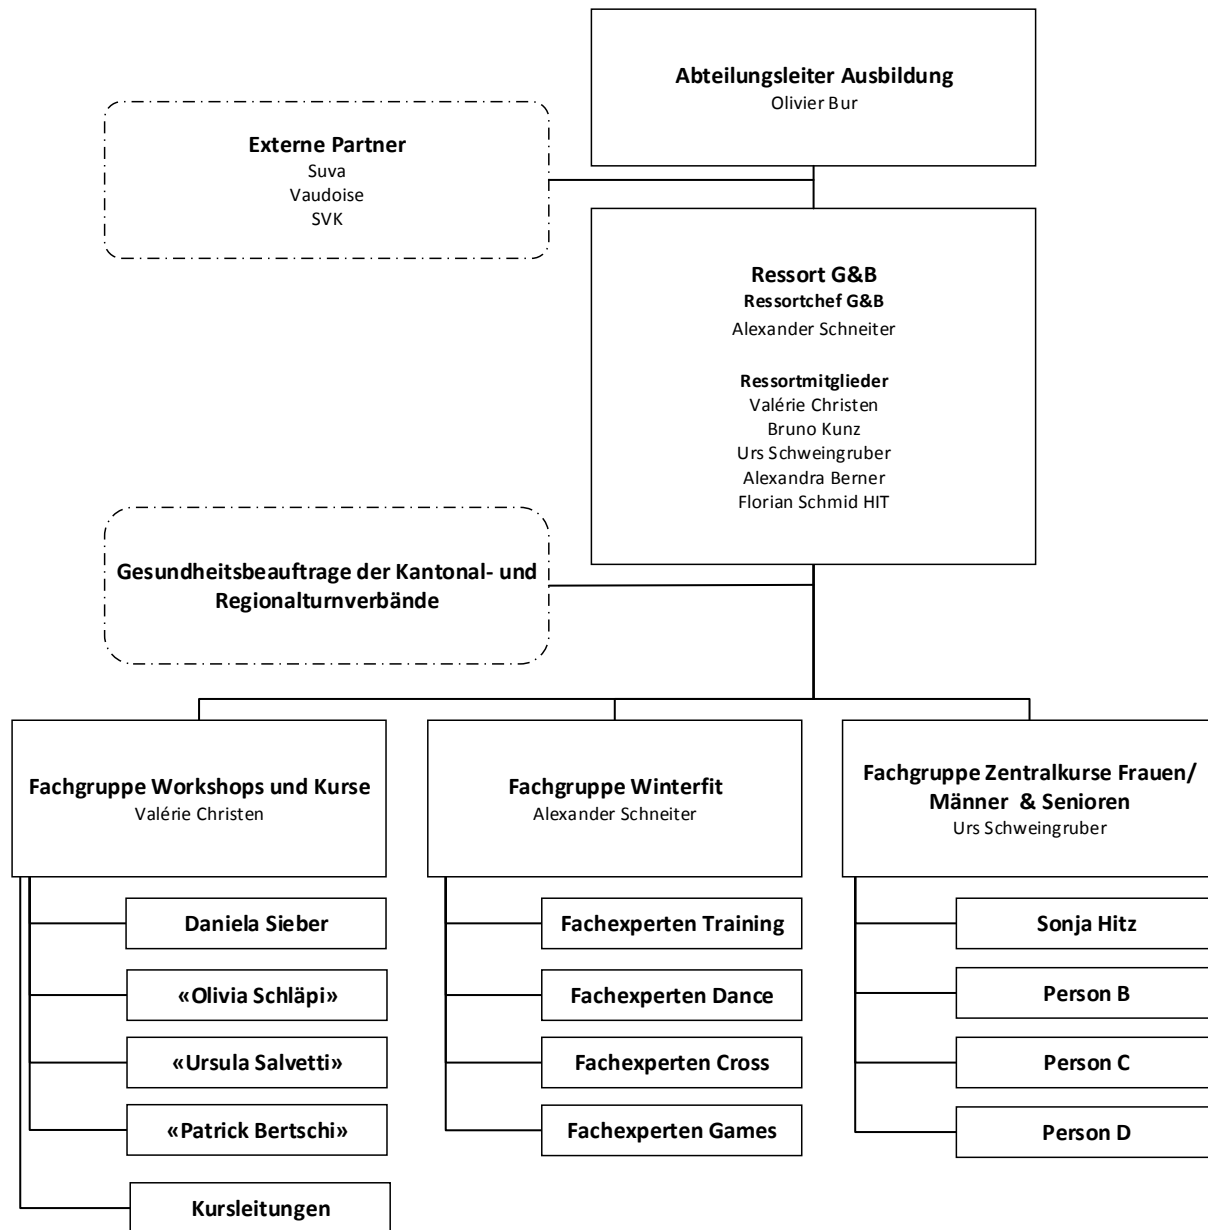 Abteilungsleiter Ausbildung
Olivier Bur
Externe Partner
Suva
Vaudoise
SVK
Ressort G&B
Ressortchef G&B
Alexander Schneiter
Ressortmitglieder
Valérie Christen
Bruno Kunz
Urs Schweingruber
Alexandra Berner
Florian Schmid HIT
Gesundheitsbeauftrage der Kantonal- und
Regionalturnverbände
Fachgruppe Workshops und Kurse
Valérie Christen
Daniela Sieber
«Olivia Schläpi»
«Ursula Salvetti»
«Patrick Bertschi»
Kursleitungen
Fachgruppe Winterfit
Alexander Schneiter
Fachexperten Training
Fachexperten Dance
Fachexperten Cross
Fachexperten Games
Fachgruppe Zentralkurse Frauen/
Männer & Senioren
Urs Schweingruber
Sonja Hitz
Person B
Person C
Person D